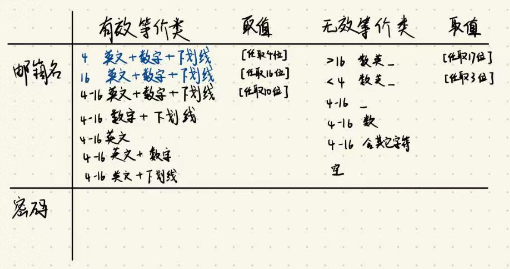 有效等价类 取值 无效等价类 取值
邮箱名 4 英文+数字+下划线 [任取4位] >16 数英_ [任取17位]
16 英文+数字+下划线 [任取16位] <4 数英_ [任取3位]
4-16 英文+数字+下划线 [任取10位] 4-16 _
4-16 数字+下划线 4-16 数
4-16 英文 4-16 含其它字符
4-16 英文+数字 空
4-16 英文+下划线
密码